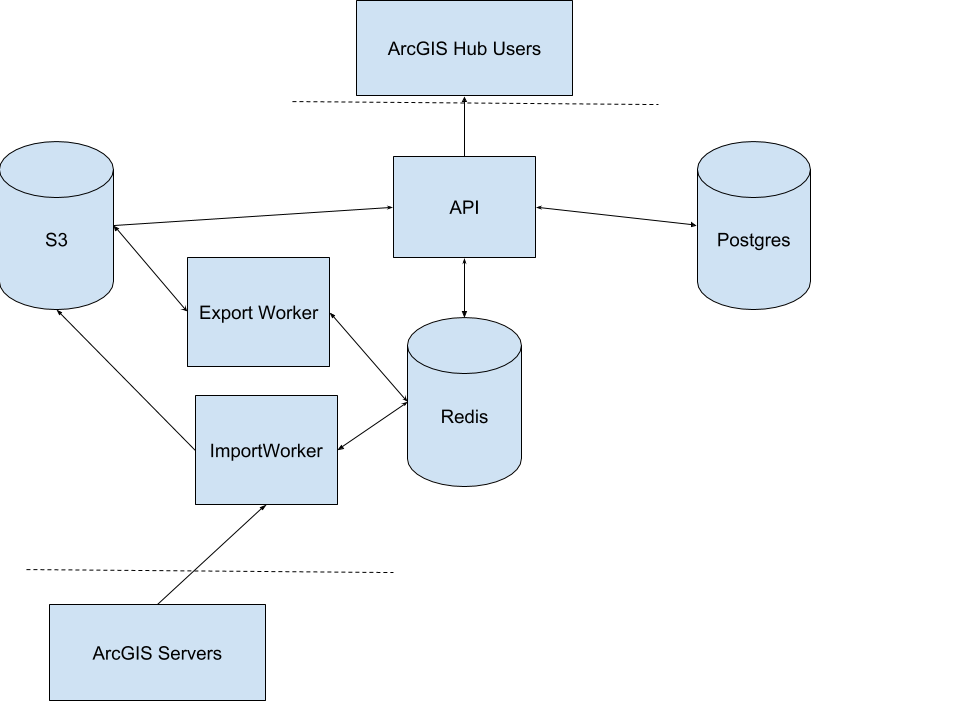 ArcGIS Hub Users
API
S3
Postgres
Export Worker
Redis
ImportWorker
ArcGIS Servers